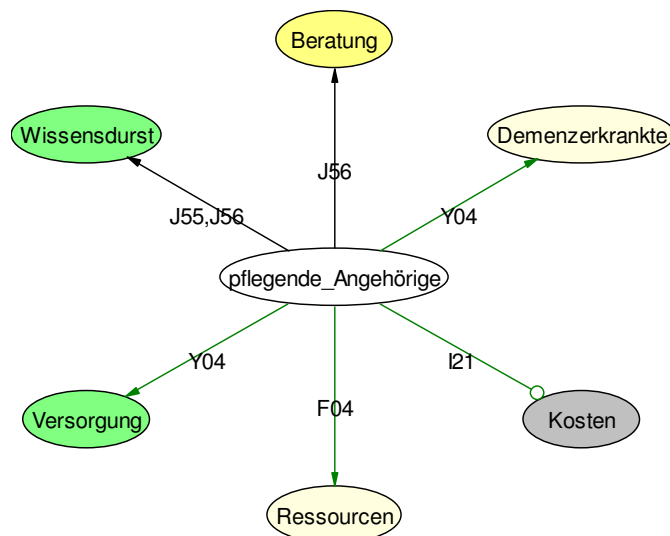 Beratung
Wissensdurst
Demenzerkrankte
J56
J55,J56
Y04
pflegende_Angehörige
Y04
I21
F04
Versorgung
Kosten
Ressourcen